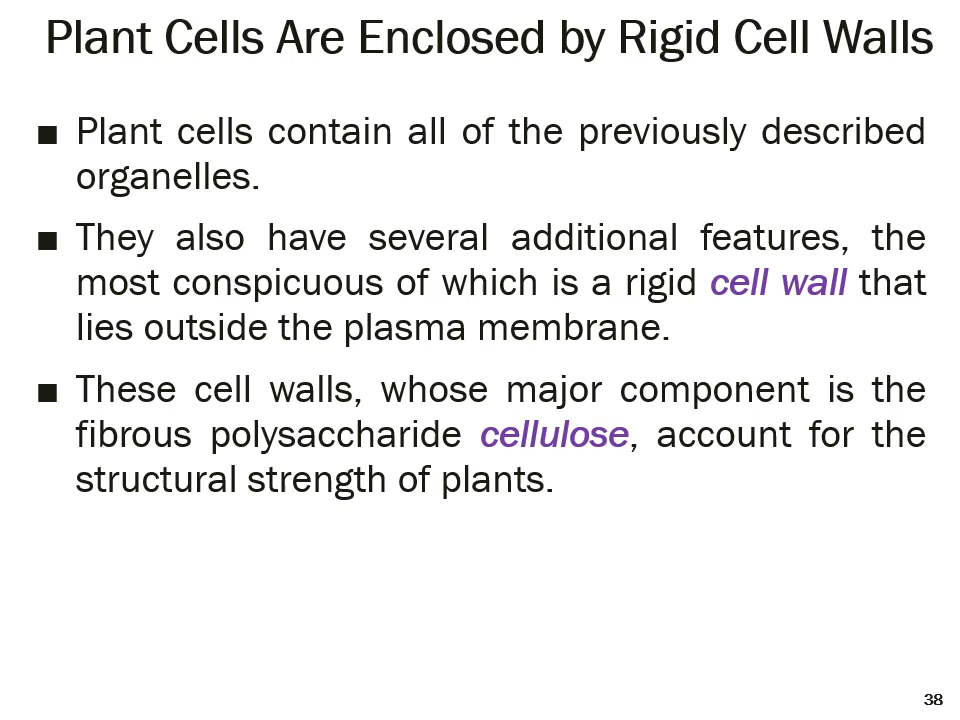 Plant Cells Are Enclosed by Rigid Cell Walls
■ Plant cells contain all of the previously described
organelles.
■ They also have several additional features, the
most conspicuous of which is a rigid cell wall that
lies outside the plasma membrane.
■ These cell walls, whose major component is the
fibrous polysaccharide cellulose, account for the
structural strength of plants.
38